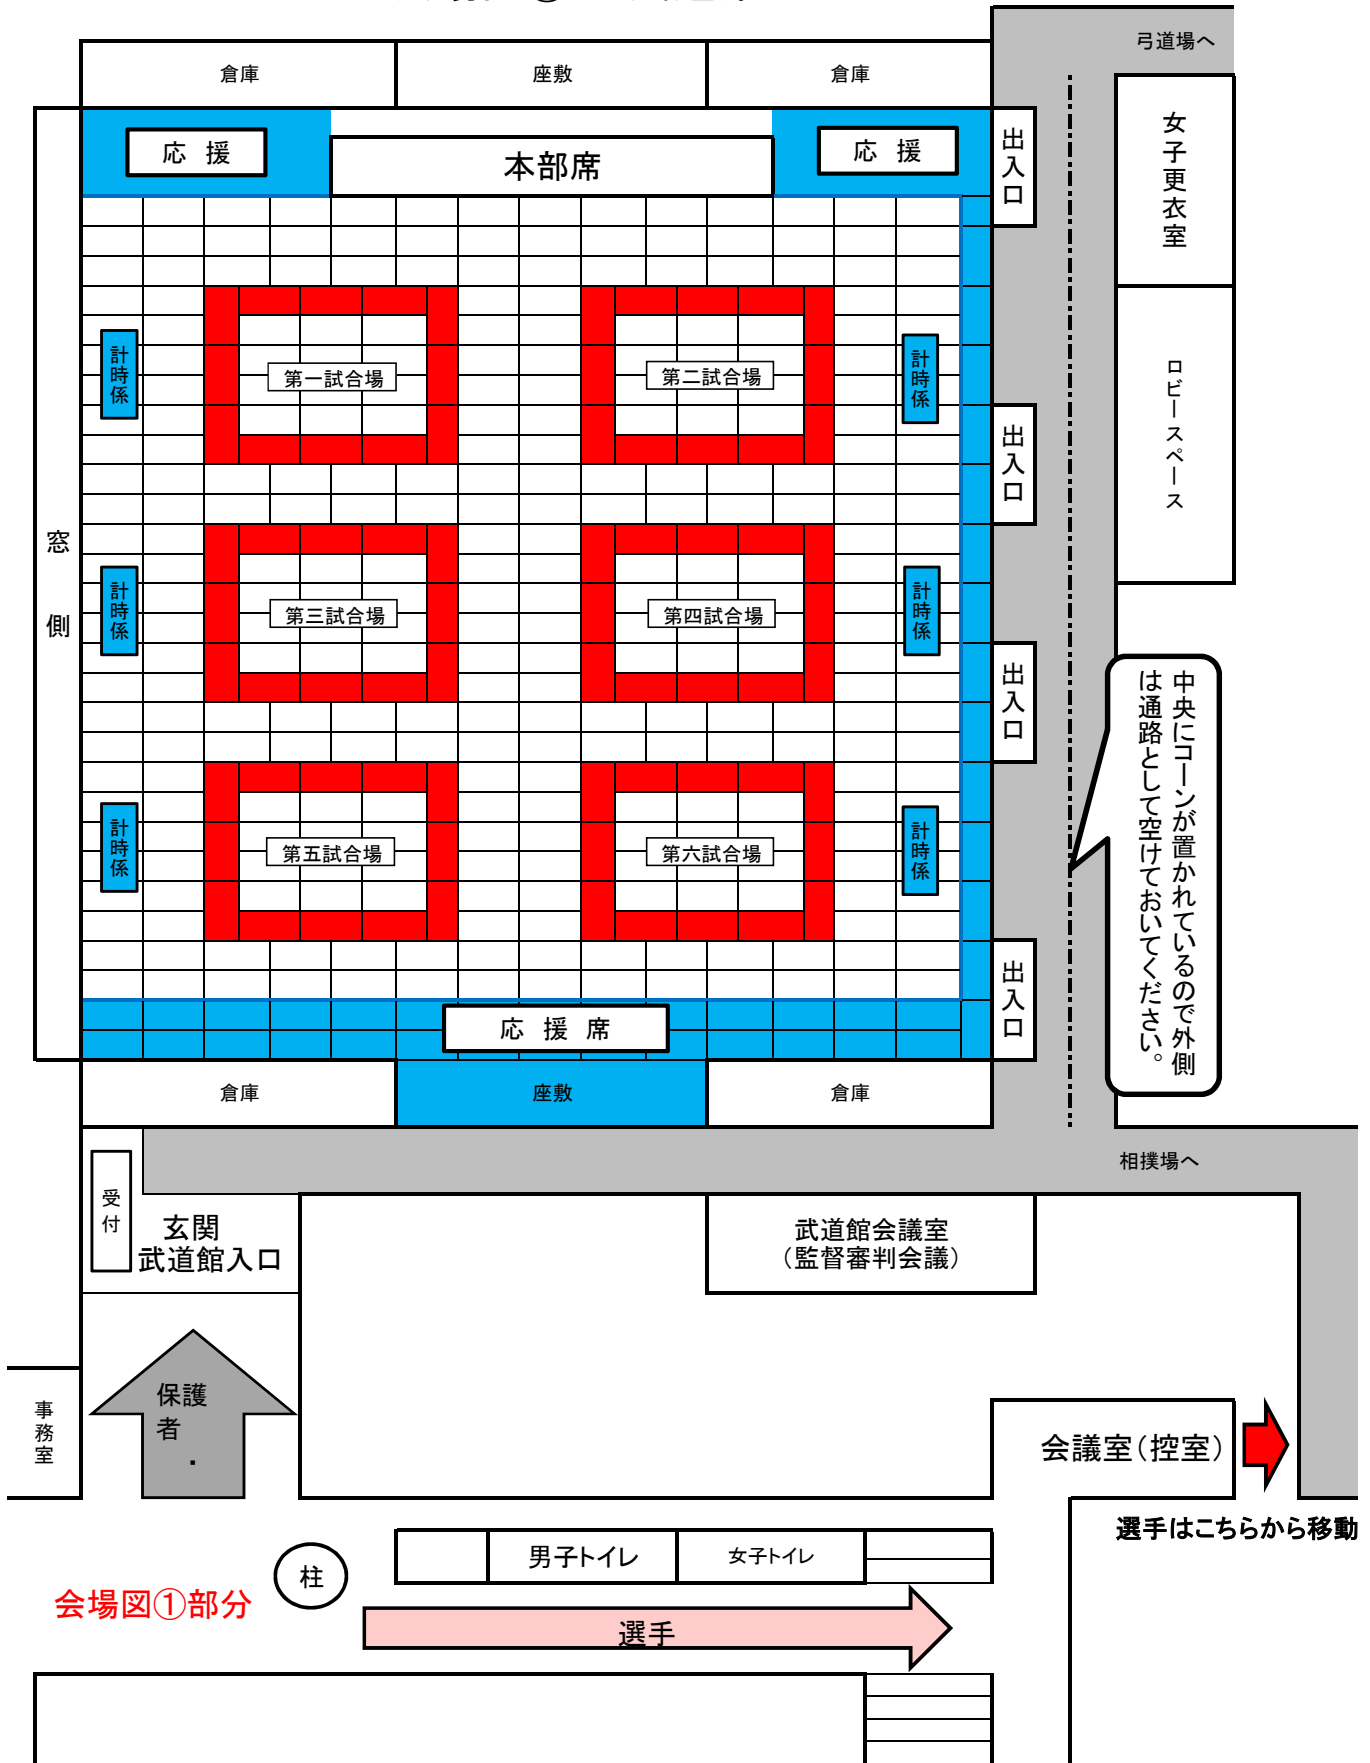 弓道場へ
倉庫
座敷
倉庫
応 援
本部席
応 援
出入口
女子更衣室
計時係
第一試合場
第二試合場
計時係
ロビースペース
出入口
窓側
計時係
第三試合場
第四試合場
計時係
出入口
中央にコーンが置かれているので外側
は通路として空けておいてください。
計時係
第五試合場
第六試合場
計時係
出入口
応 援 席
倉庫
座敷
倉庫
相撲場へ
受付
玄関
武道館入口
武道館会議室
(監督審判会議)
保護
者
・
事務室
会議室(控室)
選手はこちらから移動
男子トイレ
女子トイレ
柱
会場図①部分
選手